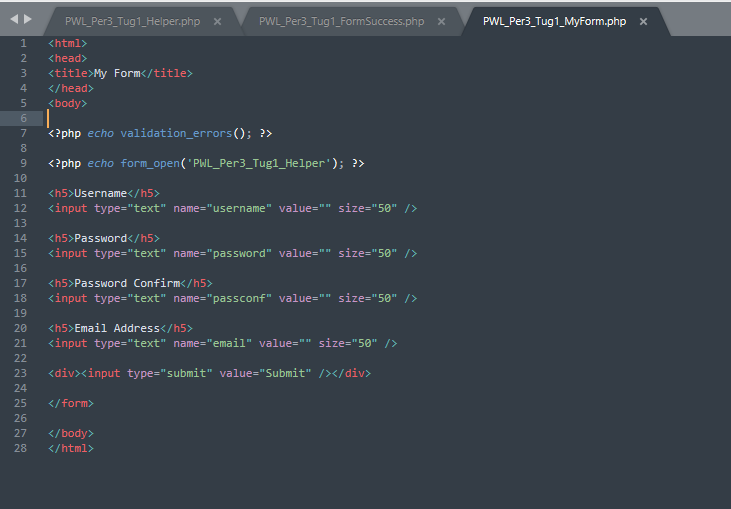 PWL_Per3_Tug1_Helper.php × PWL_Per3_Tug1_FormSuccess.php × PWL_Per3_Tug1_MyForm.php ×
1 <html>
2 <head>
3 <title>My Form</title>
4 </head>
5 <body>
6
7 <?php echo validation_errors(); ?>
8
9 <?php echo form_open('PWL_Per3_Tug1_Helper'); ?>
10
11 <h5>Username</h5>
12 <input type="text" name="username" value="" size="50" />
13
14 <h5>Password</h5>
15 <input type="text" name="password" value="" size="50" />
16
17 <h5>Password Confirm</h5>
18 <input type="text" name="passconf" value="" size="50" />
19
20 <h5>Email Address</h5>
21 <input type="text" name="email" value="" size="50" />
22
23 <div><input type="submit" value="Submit" /></div>
24
25 </form>
26
27 </body>
28 </html>